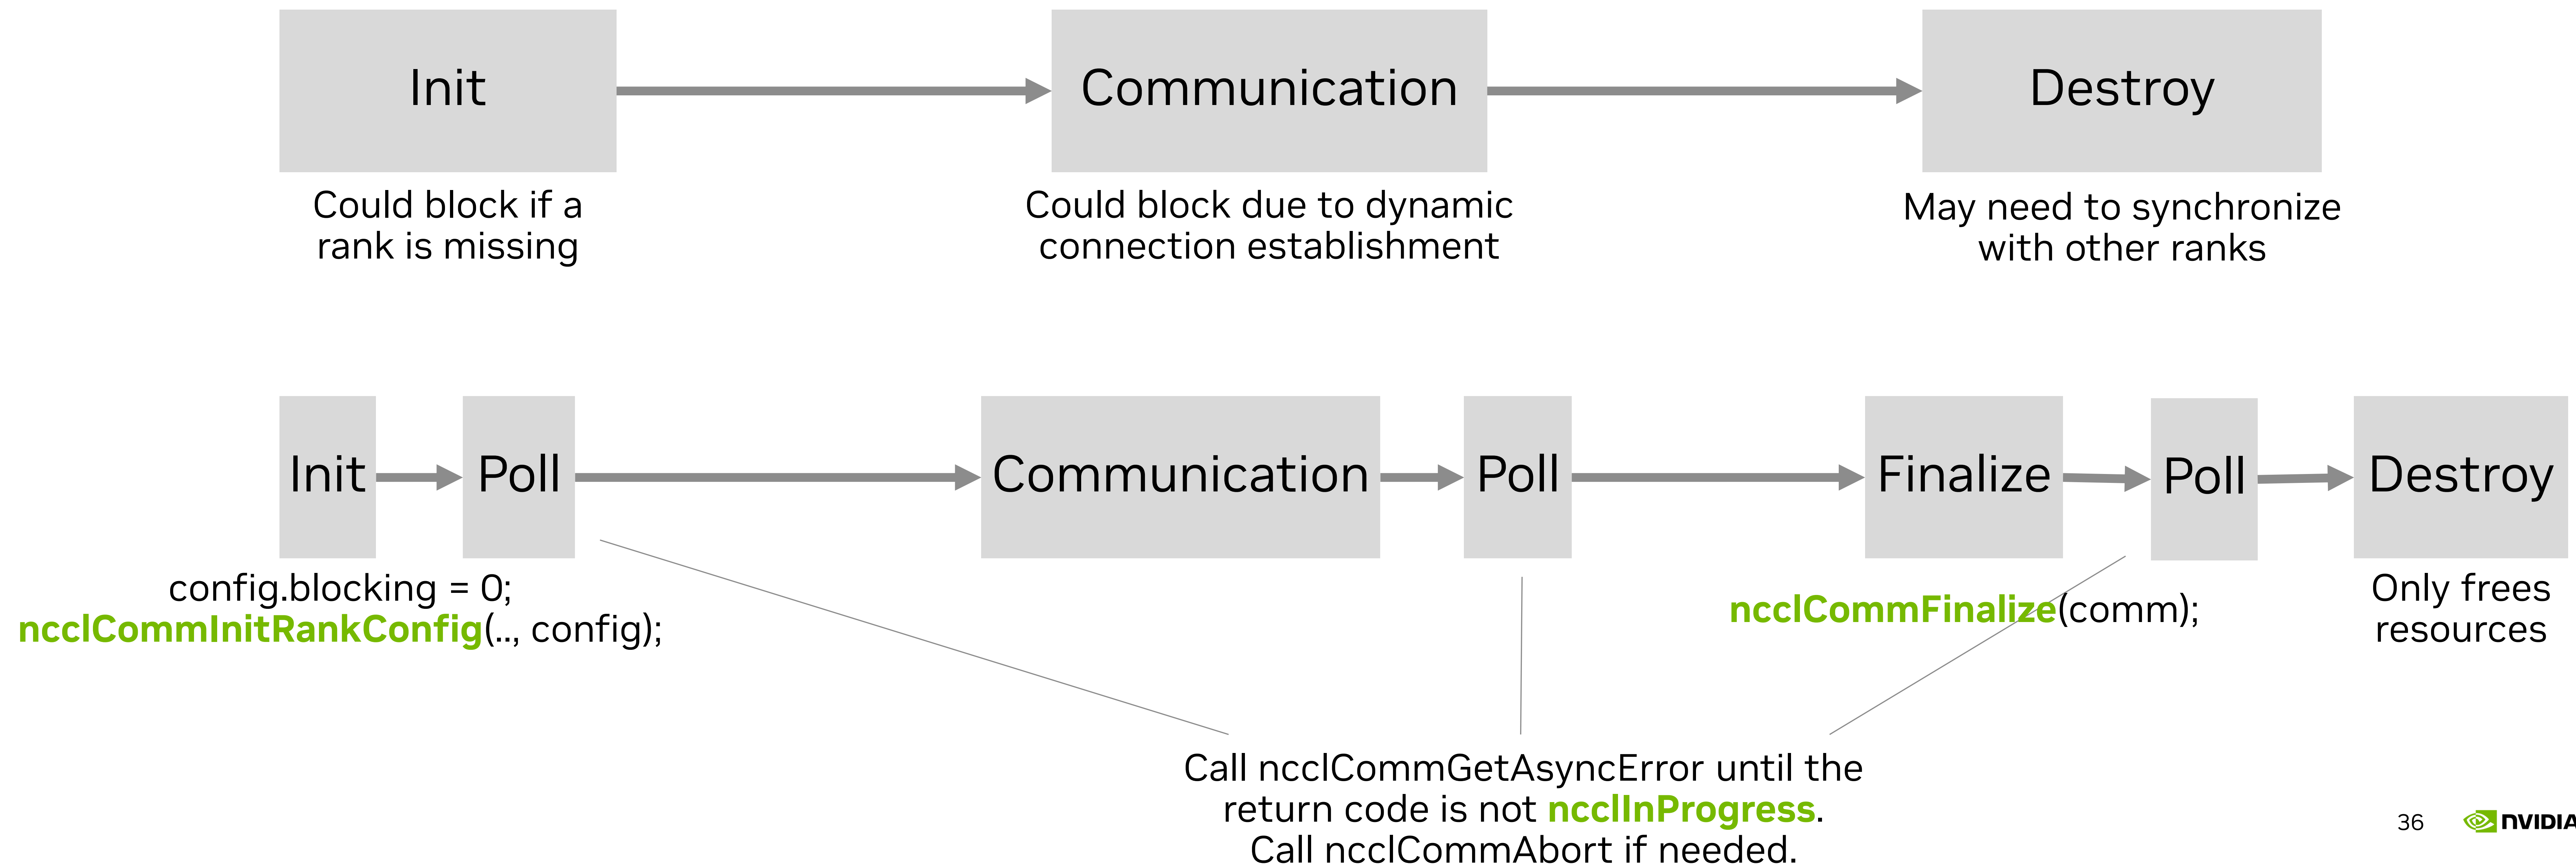 Init
Communication
Destroy
Could block if a
rank is missing
Could block due to dynamic
connection establishment
May need to synchronize
with other ranks
Init
Poll
Communication
Poll
Finalize
Poll
Destroy
config.blocking = 0;
ncclCommInitRankConfig(.., config);
ncclCommFinalize(comm);
Only frees
resources
Call ncclCommGetAsyncError until the
return code is not ncclInProgress.
Call ncclCommAbort if needed.
36
NVIDIA